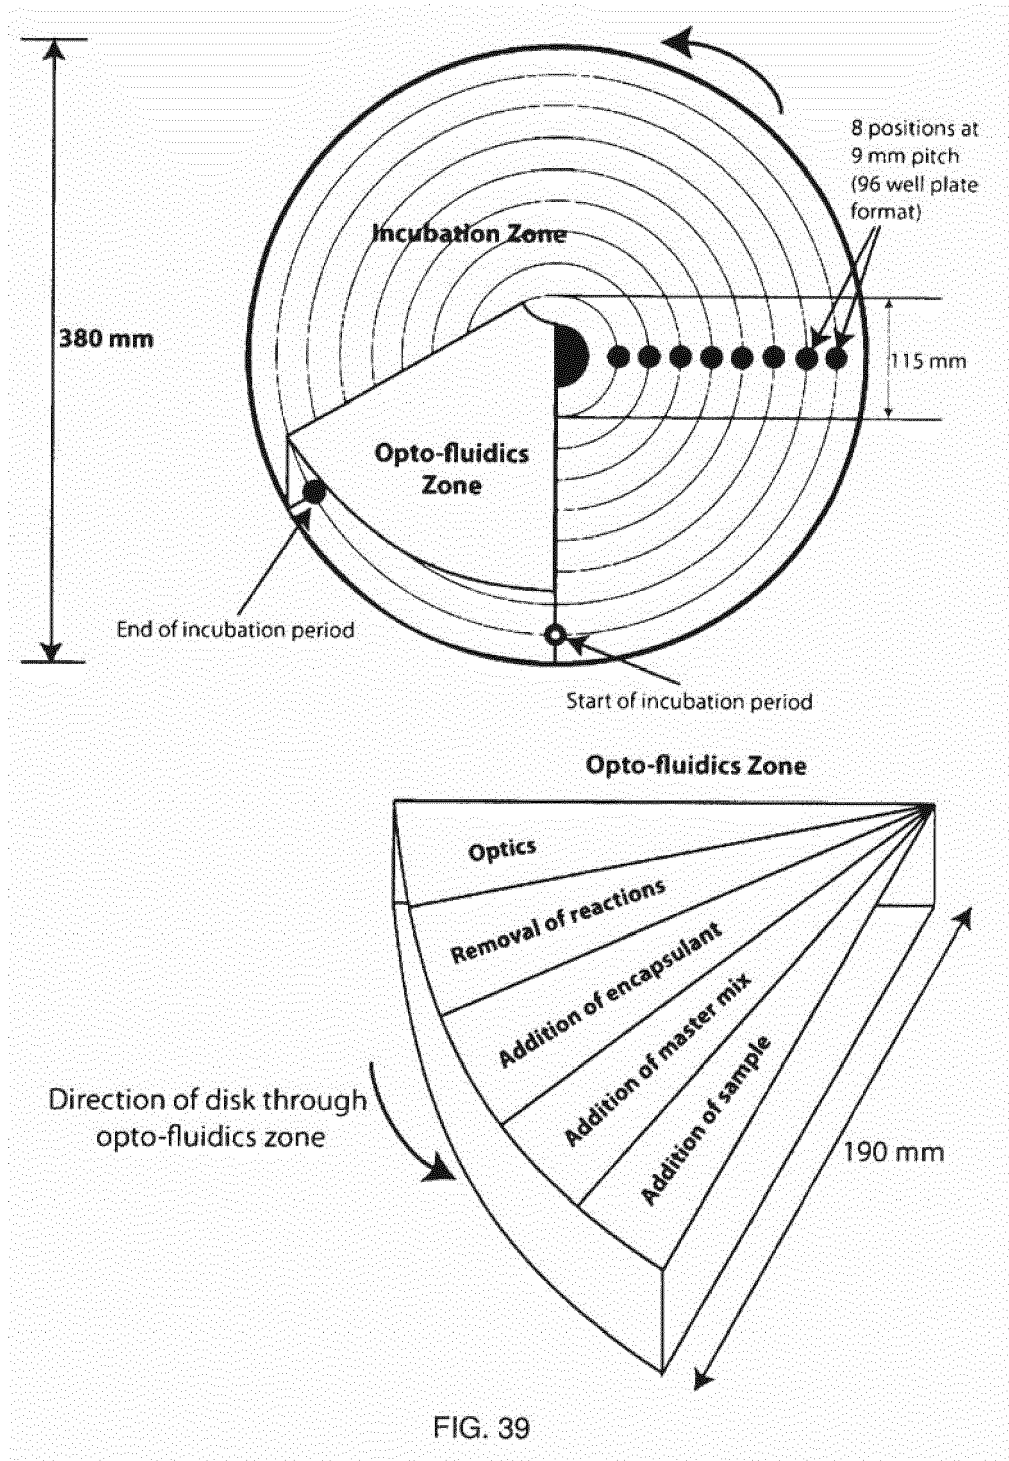 8 positions at
9 mm pitch
(96 well plate
format)
Incubation Zone
380 mm
115 mm
Opto-fluidics
Zone
End of incubation period
Start of incubation period
Opto-fluidics Zone
Optics
Removal of reactions
Addition of encapsulant
Addition of master mix
Addition of sample
Direction of disk through
opto-fluidics zone
190 mm
FIG. 39